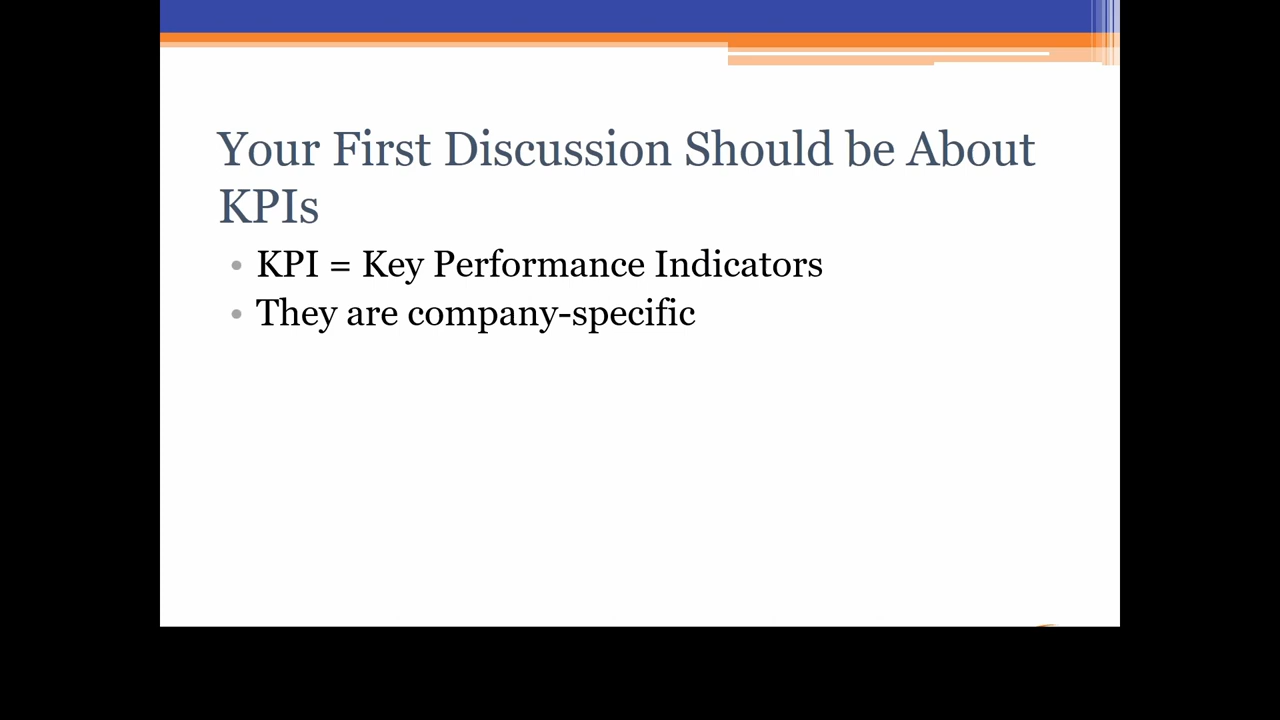 Your First Discussion Should be About
KPIs
• KPI = Key Performance Indicators
• They are company-specific